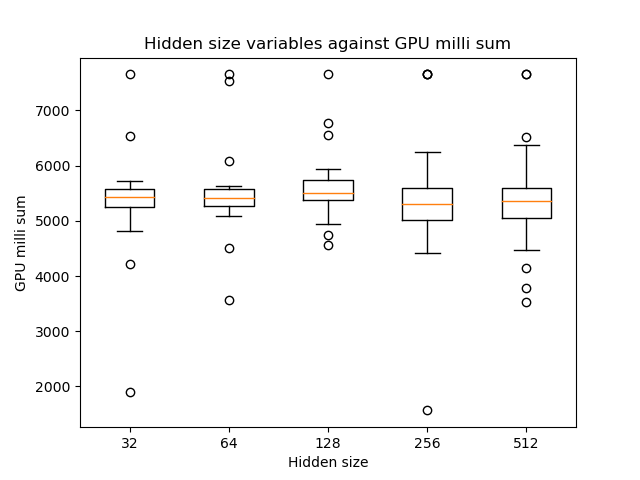 Hidden size variables against GPU milli sum
7000
6000
5000
4000
3000
2000
GPU milli sum
32 64 128 256 512
Hidden size